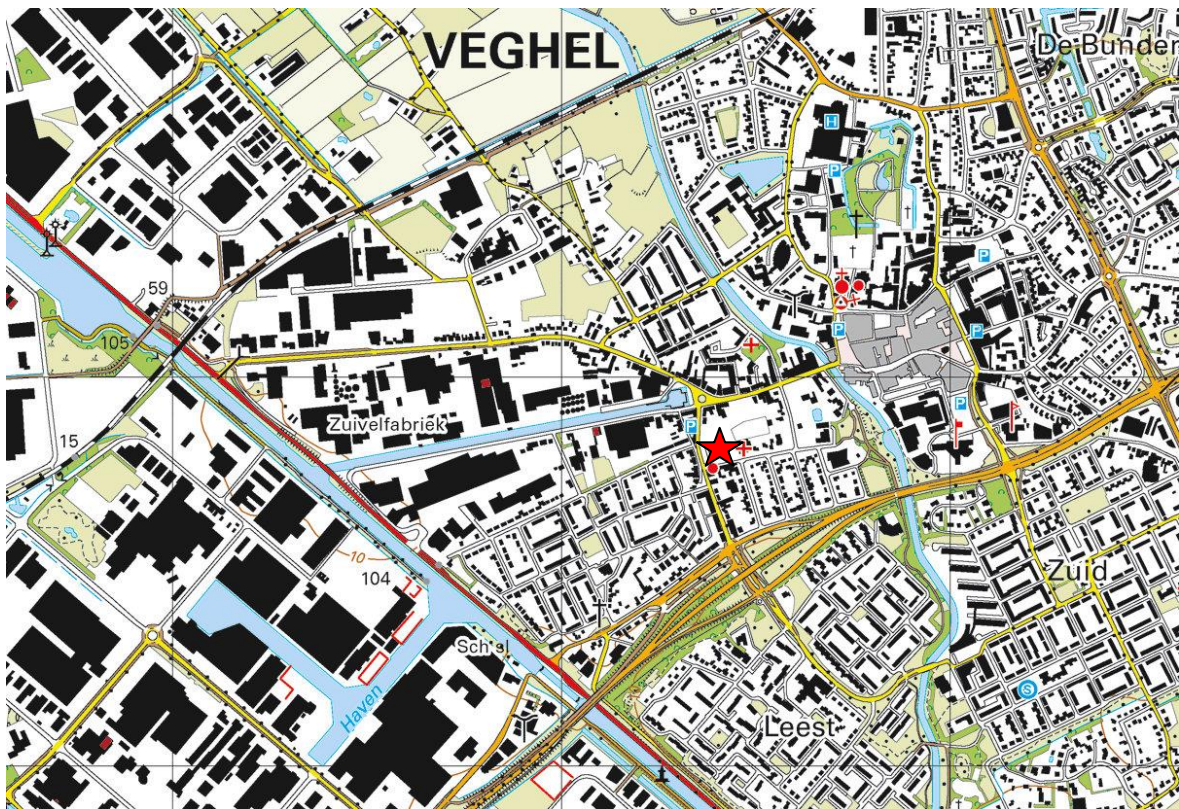 VEGHEL
De Bunder
H
P
P
59
105
P
P
Zuivelfabriek
P
P
15
10
104
Zuid
Haven
Leest
S